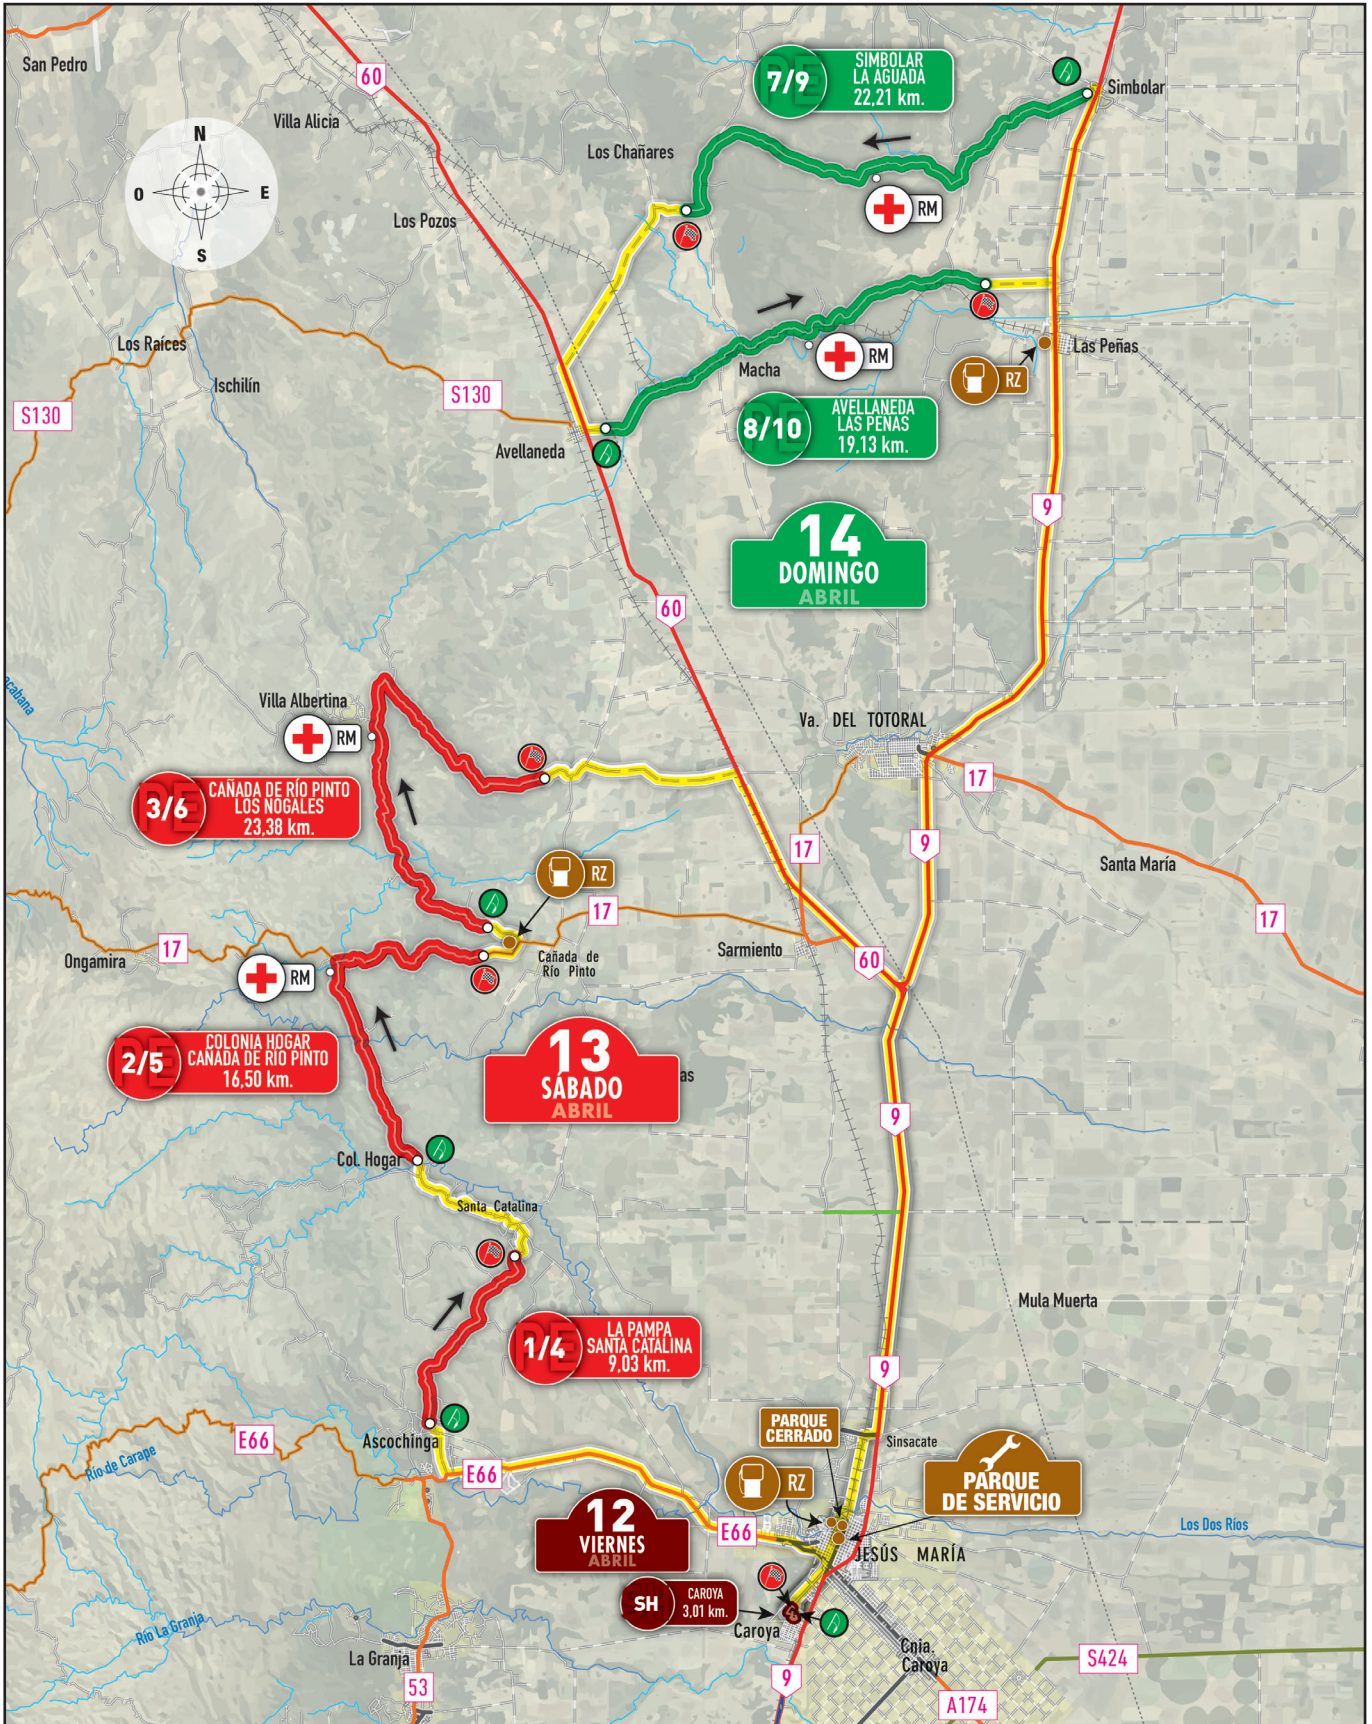 San Pedro
60
Villa Alicia
N
O
E
S
Los Pozos
Los Chañares
PE
7/9
SIMBOLAR
LA AGUADA
22,21 km.
Simbolar
RM
Los Raíces
Ischilín
S130
S130
Avellaneda
Macha
RM
PE
8/10
AVELLANEDA
LAS PEÑAS
19,13 km.
RZ
Las Peñas
9
14
DOMINGO
ABRIL
60
Villa Albertina
RM
Va. DEL TOTORAL
17
PE
3/6
CAÑADA DE RÍO PINTO
LOS NOGALES
23,38 km.
17
9
Santa María
17
RZ
17
17
Ongamira
Cañada de
Río Pinto
Sarmiento
60
RM
PE
2/5
COLONIA HOGAR
CAÑADA DE RÍO PINTO
16,50 km.
13
SÁBADO
ABRIL
as
9
Col. Hogar
Santa Catalina
Mula Muerta
PE
1/4
LA PAMPA
SANTA CATALINA
9,03 km.
9
Ascochinga
E66
E66
Río de Carape
PARQUE
CERRADO
Sinsacate
RZ
PARQUE
DE SERVICIO
12
VIERNES
ABRIL
E66
JESÚS MARÍA
Los Dos Ríos
SH
CAROYA
3,01 km.
Caroya
Río La Granja
La Granja
53
9
Cnia.
Caroya
S424
A174